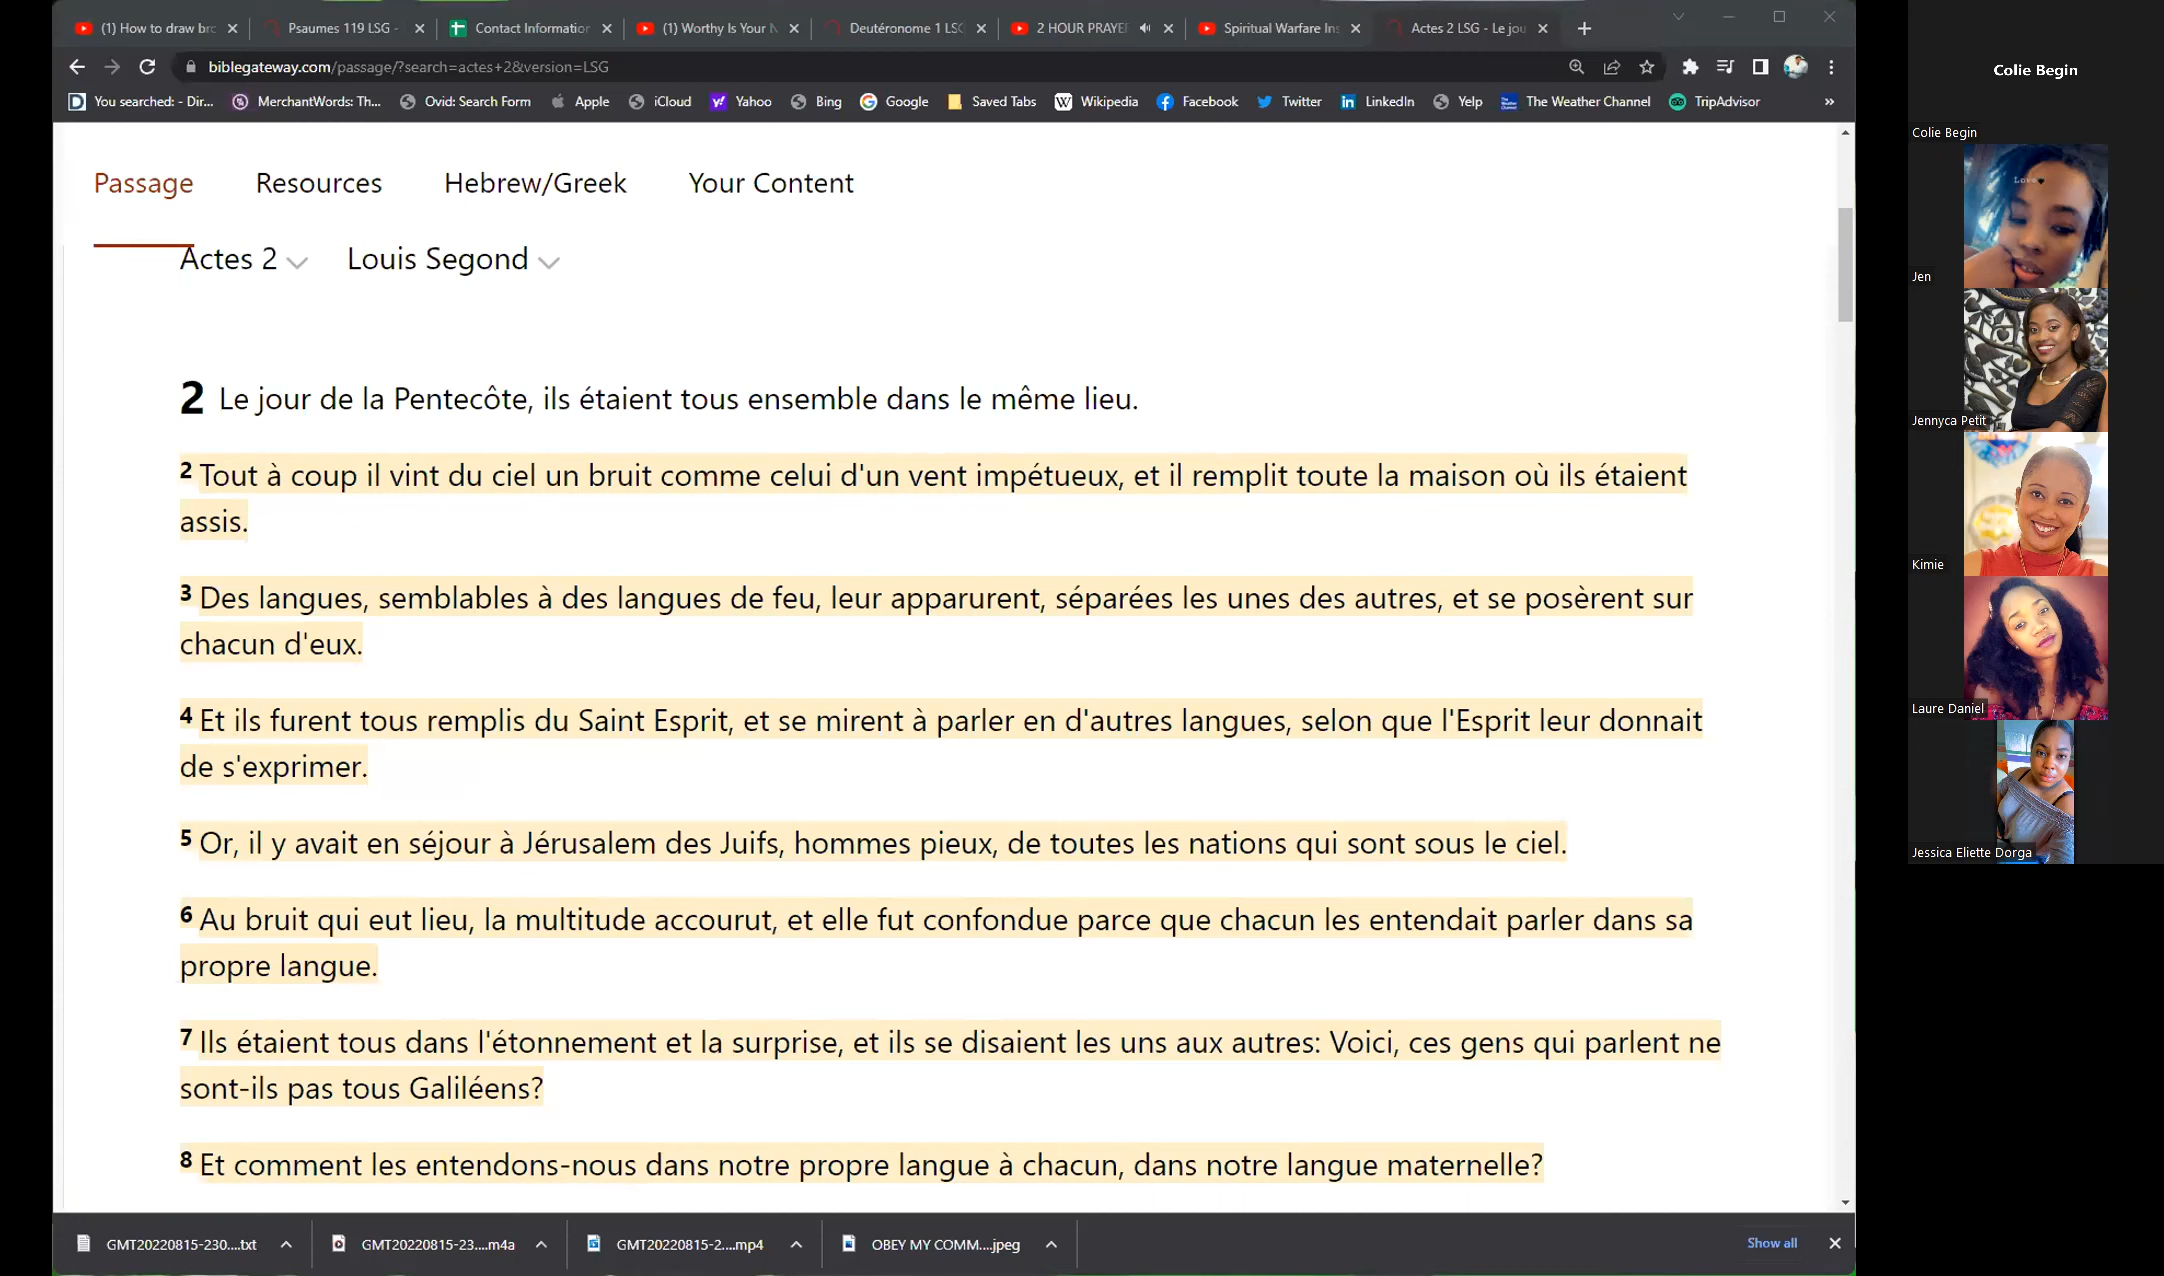 (1) How to draw bro
Psaumes 119 LSG -
Contact Information
(1) Worthy Is Your N
Deutéronome 1 LSG
2 HOUR PRAYER
Spiritual Warfare Ins
Actes 2 LSG - Le jou
biblegateway.com/passage/?search=actes+2&version=LSG
You searched: - Dir...
MerchantWords: Th...
Ovid: Search Form
Apple
iCloud
Yahoo
Bing
Google
Saved Tabs
Wikipedia
Facebook
Twitter
LinkedIn
Yelp
The Weather Channel
TripAdvisor
»
Passage
Resources
Hebrew/Greek
Your Content
Actes 2
Louis Segond
2 Le jour de la Pentecôte, ils étaient tous ensemble dans le même lieu.
2 Tout à coup il vint du ciel un bruit comme celui d'un vent impétueux, et il remplit toute la maison où ils étaient
assis.
3 Des langues, semblables à des langues de feu, leur apparurent, séparées les unes des autres, et se posèrent sur
chacun d'eux.
4 Et ils furent tous remplis du Saint Esprit, et se mirent à parler en d'autres langues, selon que l'Esprit leur donnait
de s'exprimer.
5 Or, il y avait en séjour à Jérusalem des Juifs, hommes pieux, de toutes les nations qui sont sous le ciel.
6 Au bruit qui eut lieu, la multitude accourut, et elle fut confondue parce que chacun les entendait parler dans sa
propre langue.
7 Ils étaient tous dans l'étonnement et la surprise, et ils se disaient les uns aux autres: Voici, ces gens qui parlent ne
sont-ils pas tous Galiléens?
8 Et comment les entendons-nous dans notre propre langue à chacun, dans notre langue maternelle?
GMT20220815-230....txt
GMT20220815-23....m4a
GMT20220815-2....mp4
OBEY MY COMM....jpeg
Show all
Colie Begin
Colie Begin
Love
Jen
Jennyca Petit
Kimie
Laure Daniel
Jessica Eliette Dorga